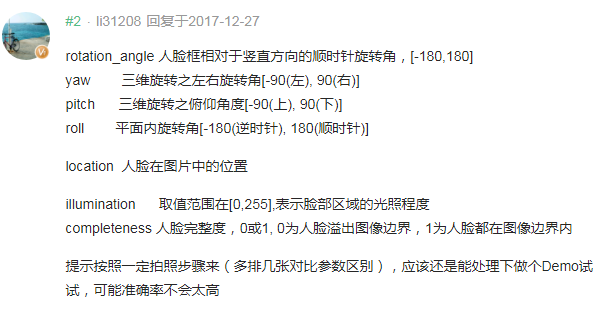 #2 · li31208 回复于2017-12-27
rotation_angle 人脸框相对于竖直方向的顺时针旋转角，[-180,180]
yaw 三维旋转之左右旋转角[-90(左), 90(右)]
pitch 三维旋转之俯仰角度[-90(上), 90(下)]
roll 平面内旋转角[-180(逆时针), 180(顺时针)]
location 人脸在图片中的位置
illumination 取值范围在[0,255],表示脸部区域的光照程度
completeness 人脸完整度，0或1, 0为人脸溢出图像边界，1为人脸都在图像边界内
提示按照一定拍照步骤来（多排几张对比参数区别），应该还是能处理下做个Demo试
试，可能准确率不会太高